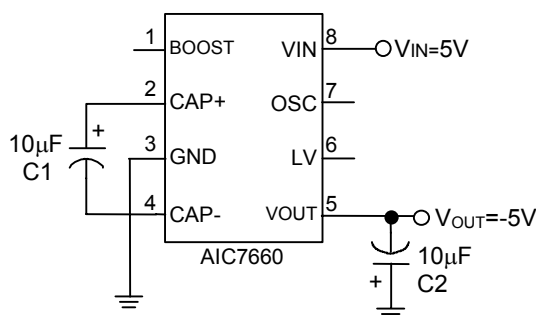 1 BOOST VIN 8 VIN=5V
2 CAP+ OSC 7
10μF + C1
3 GND LV 6
4 CAP- VOUT 5 VOUT=-5V
AIC7660
10μF
+ C2